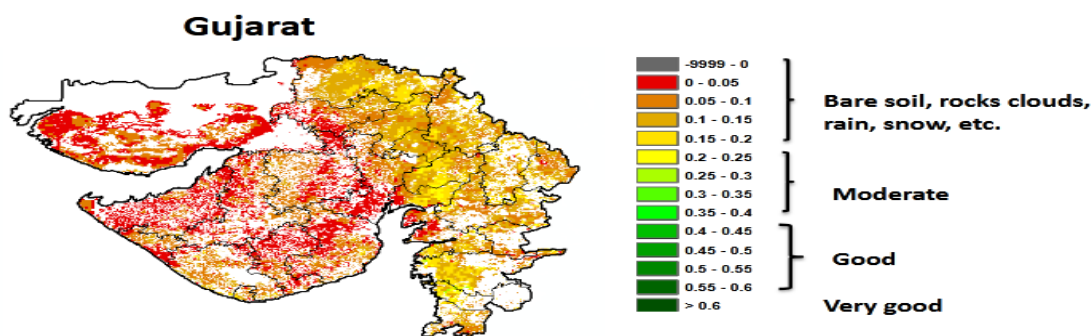 Gujarat
-9999 - 0
0 - 0.05
0.05 - 0.1
0.1 - 0.15
0.15 - 0.2
0.2 - 0.25
0.25 - 0.3
0.3 - 0.35
0.35 - 0.4
0.4 - 0.45
0.45 - 0.5
0.5 - 0.55
0.55 - 0.6
> 0.6
Bare soil, rocks clouds,
rain, snow, etc.
Moderate
Good
Very good